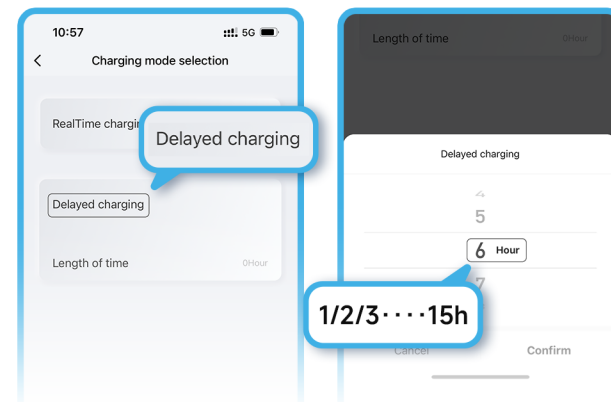 10:57
5G
Charging mode selection
RealTime chargin
Delayed charging
Delayed charging
Length of time
0Hour
Length of time
0Hour
Delayed charging
4
5
6 Hour
7
1/2/3····15h
Cancel
Confirm